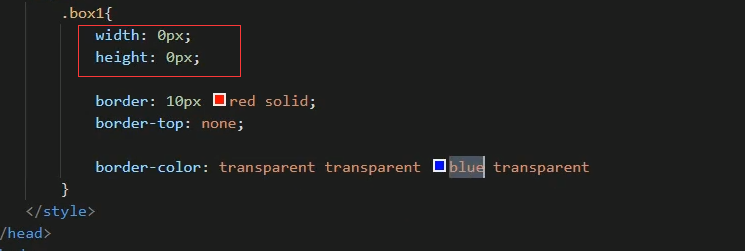 .box1{
width: 0px;
height: 0px;
border: 10px red solid;
border-top: none;
border-color: transparent transparent blue transparent
}
</style>
/head>